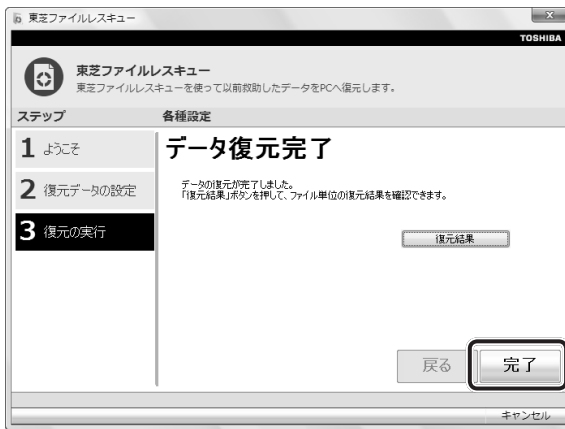 東芝ファイルレスキュー
TOSHIBA
東芝ファイルレスキュー
東芝ファイルレスキューを使って以前救助したデータをPCへ復元します。
ステップ
各種設定
1 ようこそ
2 復元データの設定
3 復元の実行
データ復元完了
データの復元が完了しました。
「復元結果」ボタンを押して、ファイル単位の復元結果を確認できます。
復元結果
戻る
完了
キャンセル